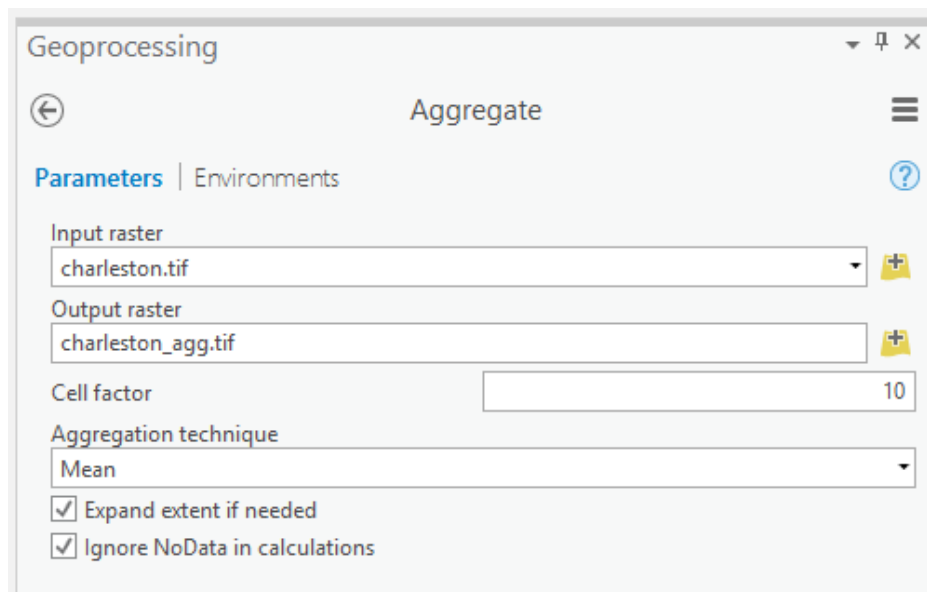 Geoprocessing
Aggregate
Parameters | Environments
?
Input raster
charleston.tif
Output raster
charleston_agg.tif
Cell factor
10
Aggregation technique
Mean
Expand extent if needed
Ignore NoData in calculations